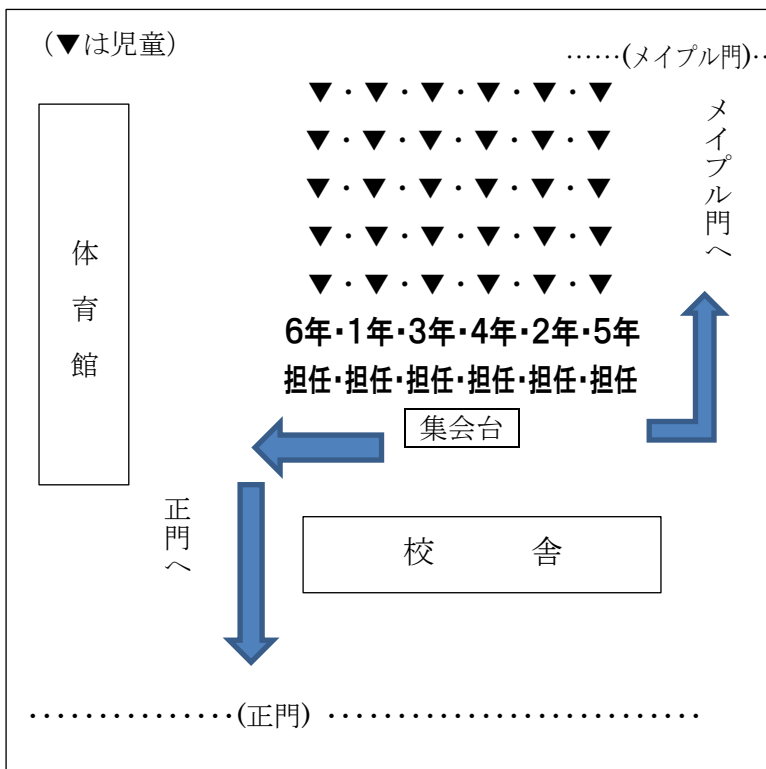 (▼は児童)
……(メイプル門)‥
▼・▼・▼・▼・▼・▼
▼・▼・▼・▼・▼・▼
▼・▼・▼・▼・▼・▼
▼・▼・▼・▼・▼・▼
▼・▼・▼・▼・▼・▼
6年・1年・3年・4年・2年・5年
担任・担任・担任・担任・担任・担任
集会台
メイプル門へ
体育館
正門へ
校 舎
・・・・・・・・・・・・・・・(正門)・・・・・・・・・・・・・・・・・・・・・・・・・・・